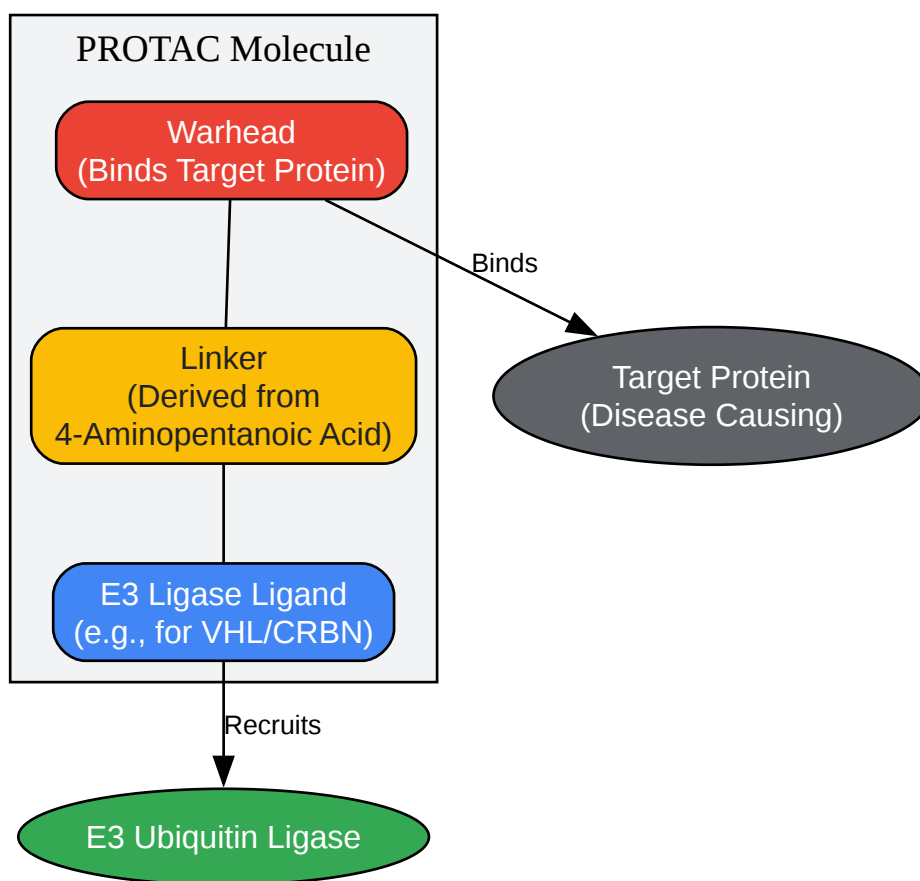 PROTAC Molecule
Warhead
(Binds Target Protein)
Binds
Linker
(Derived from
4-Aminopentanoic Acid)
Target Protein
(Disease Causing)
E3 Ligase Ligand
(e.g., for VHL/CRBN)
Recruits
E3 Ubiquitin Ligase